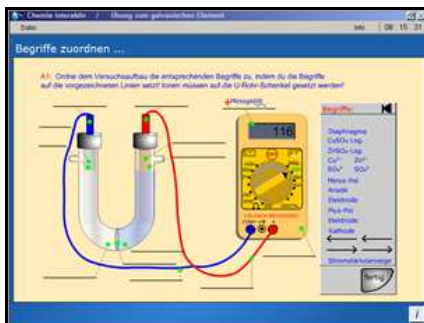 Chemie interaktiv / Übung zum galvanischen Element
Datei
Info
08 15 31
Begriffe zuordnen ...
A1: Ordne dem Versuchsaufbau die entsprechenden Begriffe zu, indem du die Begriffe
auf die vorgezeichneten Linien setzt! Ionen müssen auf die U-Rohr-Schenkel gesetzt werden!
Messgerät
116
Begriffe:
Diaphragma
CuSO₄-Lsg.
ZnSO₄-Lsg.
Cu²⁺ Zn²⁺
SO₄²⁻ SO₄²⁻
Minus-Pol
Anode
Elektrode
Plus-Pol
Elektrode
Kathode
Stromstärkeanzeige
fertig
i